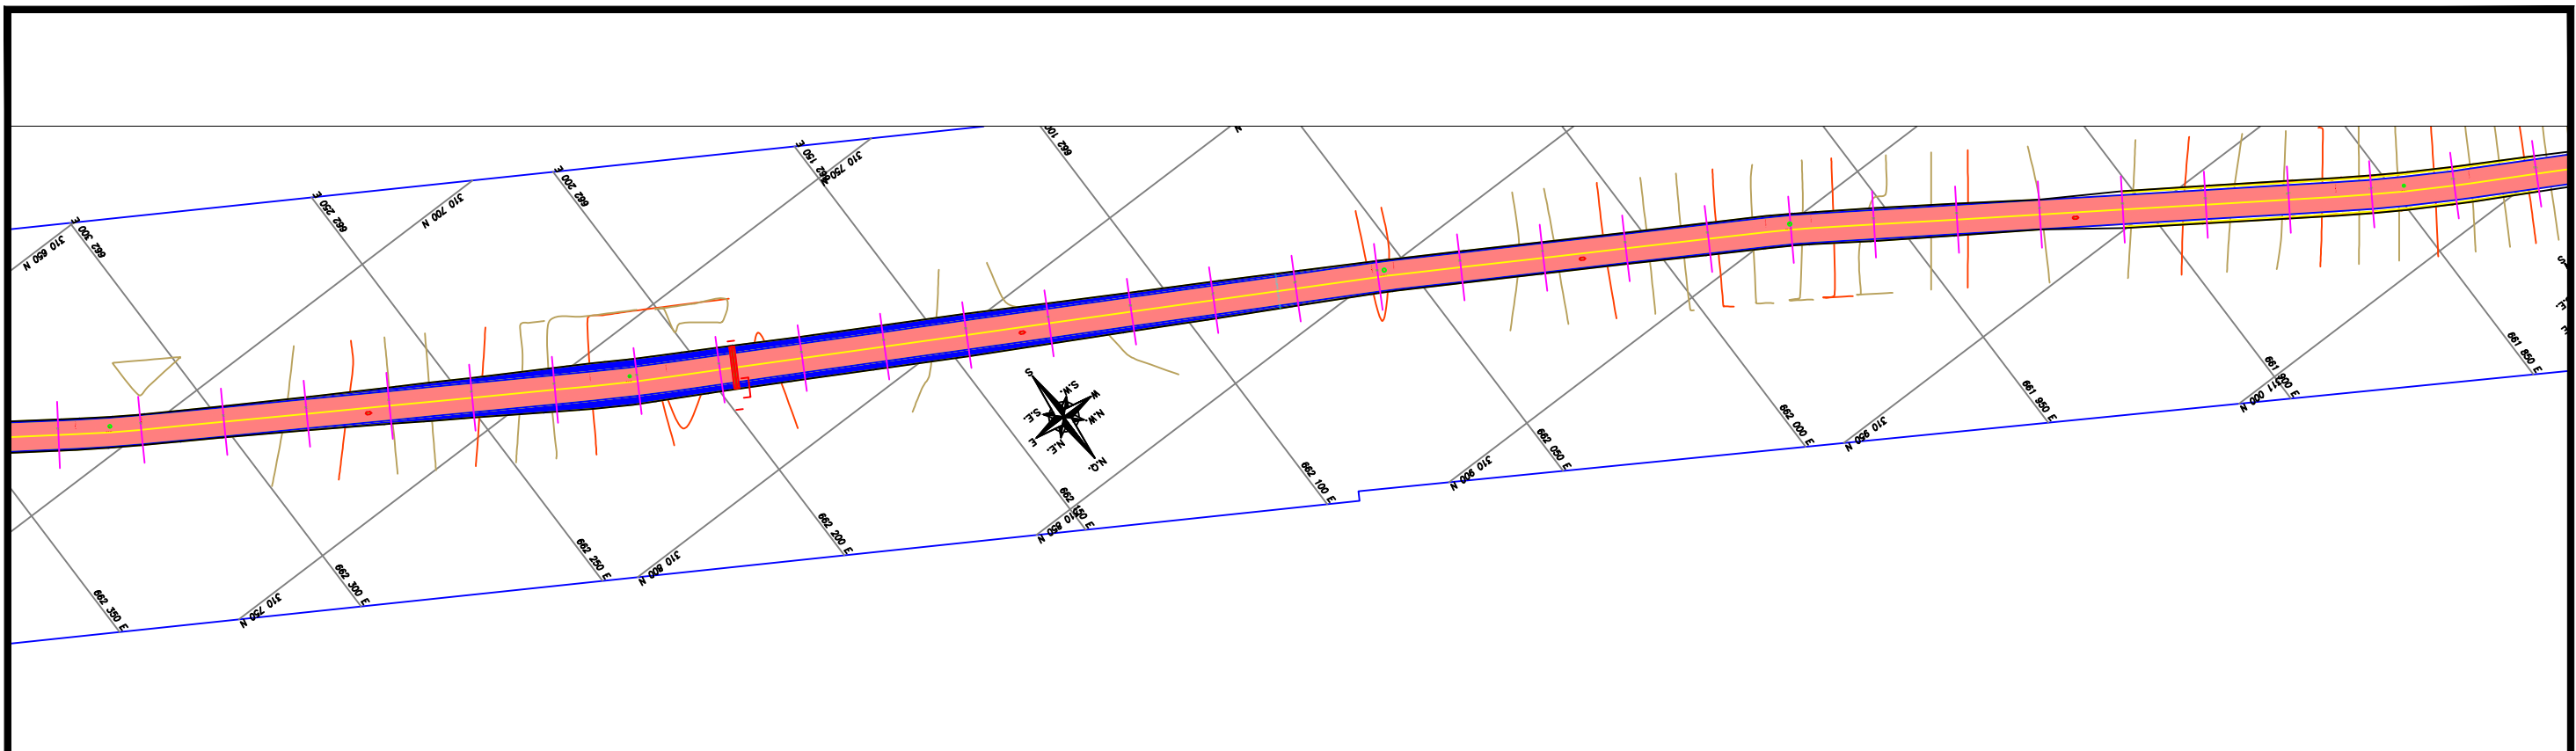 662 300 E
310 650 N
662 250 E
310 700 N
662 200 E
662 150 E
310 750 N
662 100
S
S.W.
W
N.W.
N.O.
N.E.
E
S.E.
662 350 E
310 750 N
662 300 E
662 250 E
310 800 N
662 200 E
310 850 N
662 150 E
662 100 E
310 900 N
662 050 E
662 000 E
310 950 N
661 950 E
311 000 N
661 900 E
661 850 E